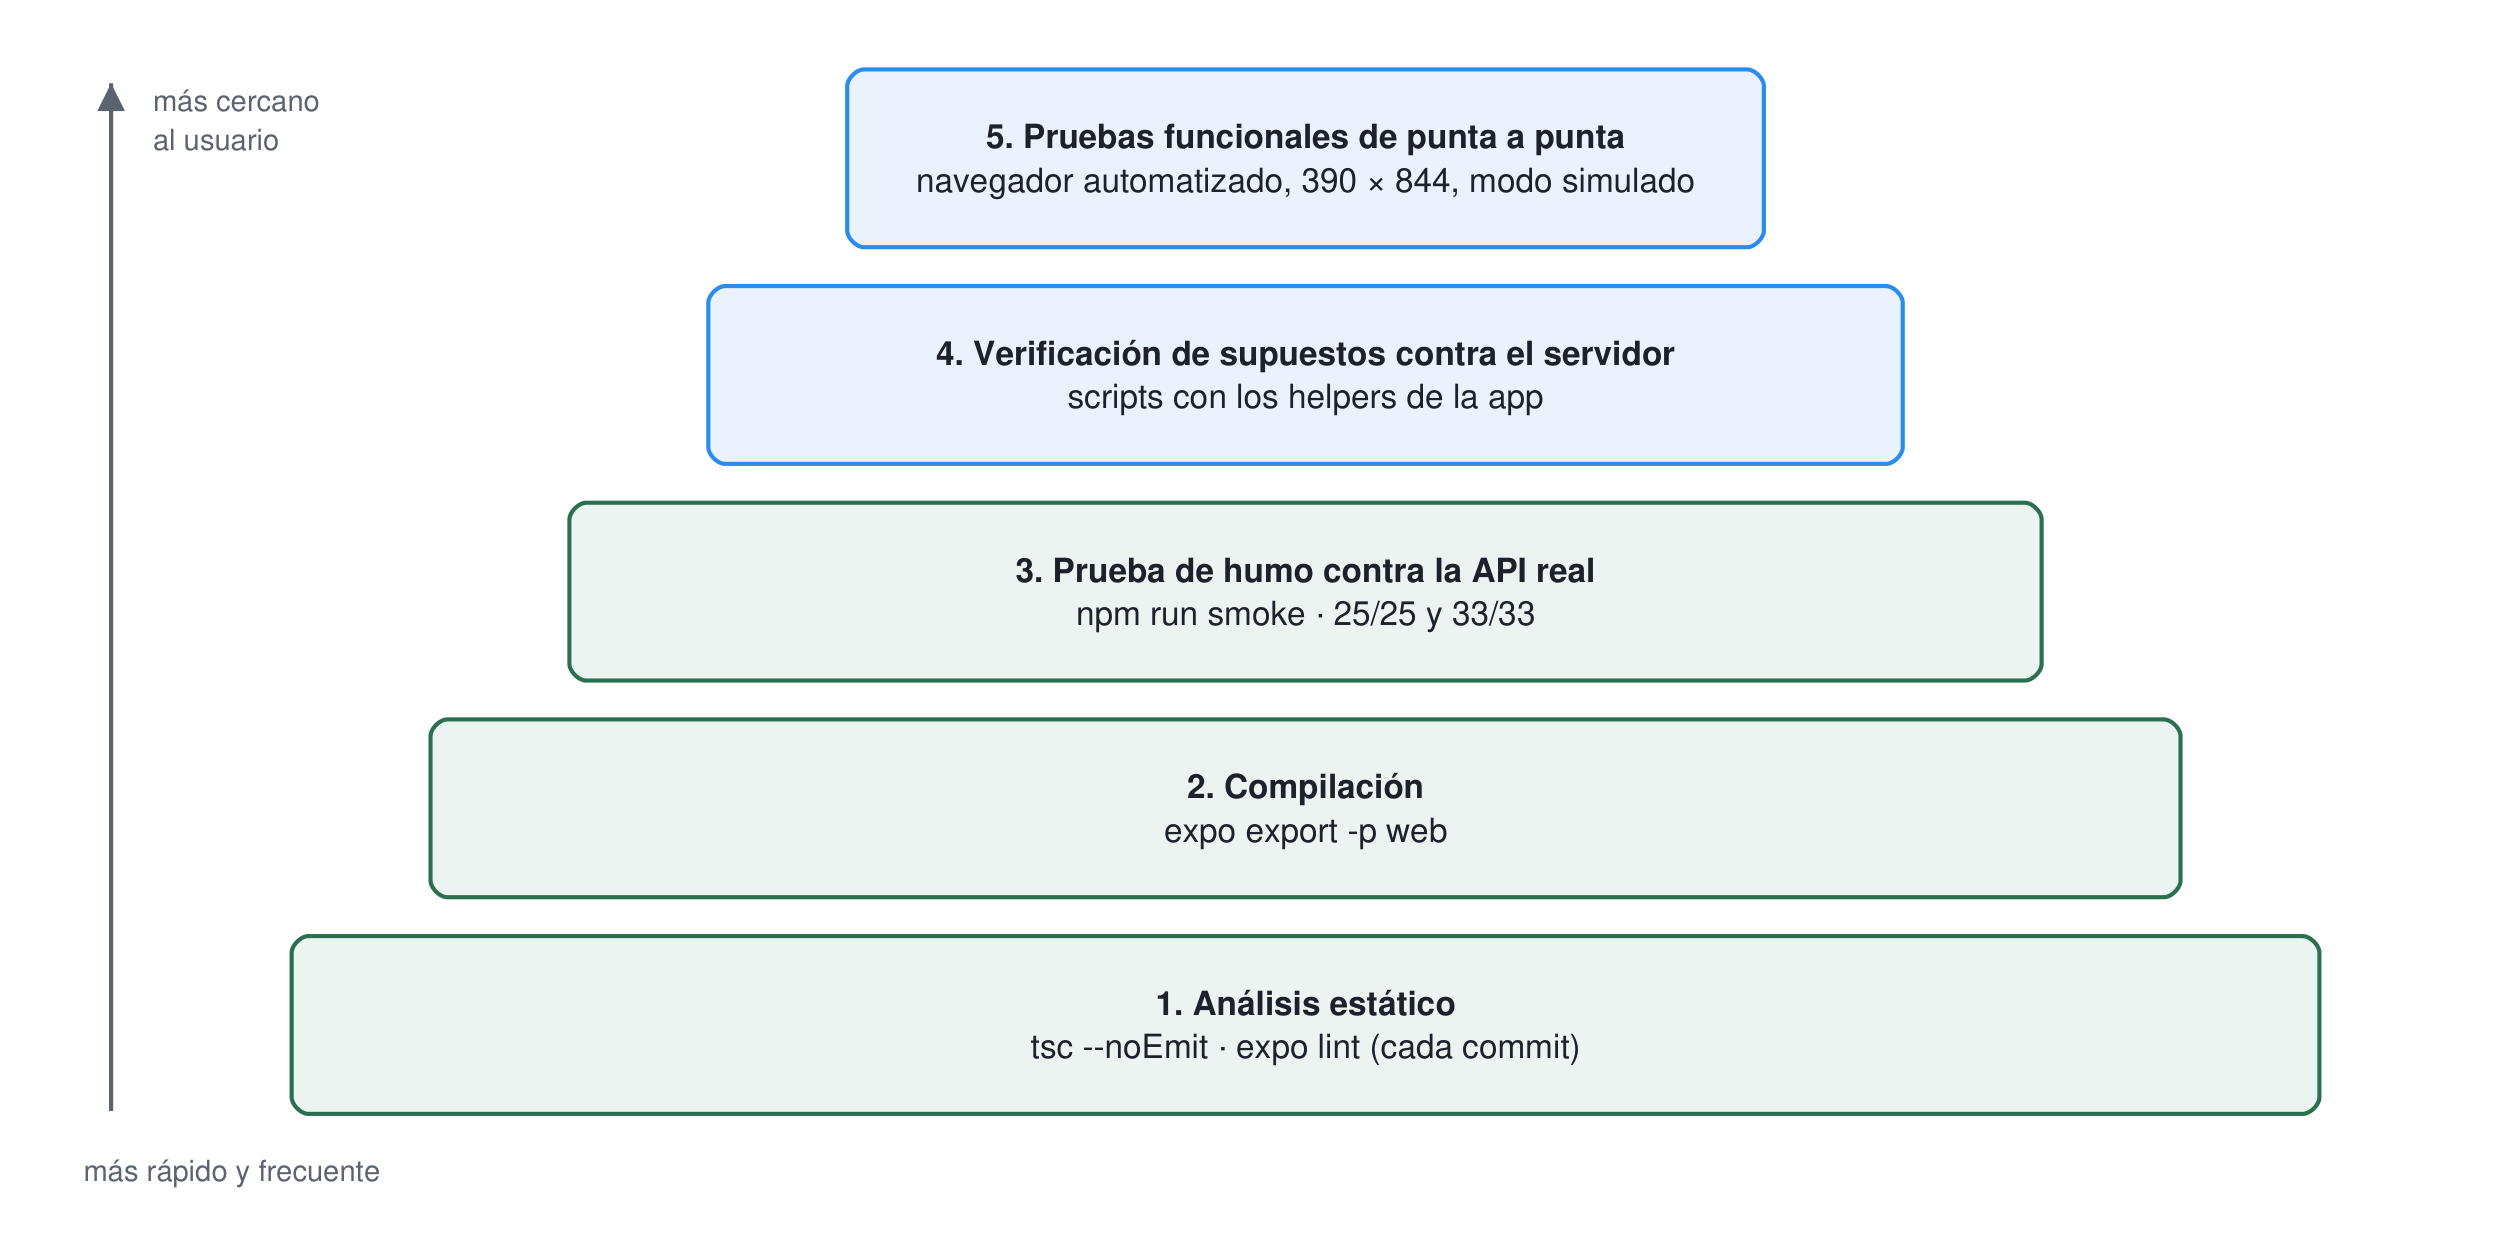 más cercano
al usuario
5. Pruebas funcionales de punta a punta
navegador automatizado, 390 × 844, modo simulado
4. Verificación de supuestos contra el servidor
scripts con los helpers de la app
3. Prueba de humo contra la API real
npm run smoke · 25/25 y 33/33
2. Compilación
expo export -p web
1. Análisis estático
tsc --noEmit · expo lint (cada commit)
más rápido y frecuente